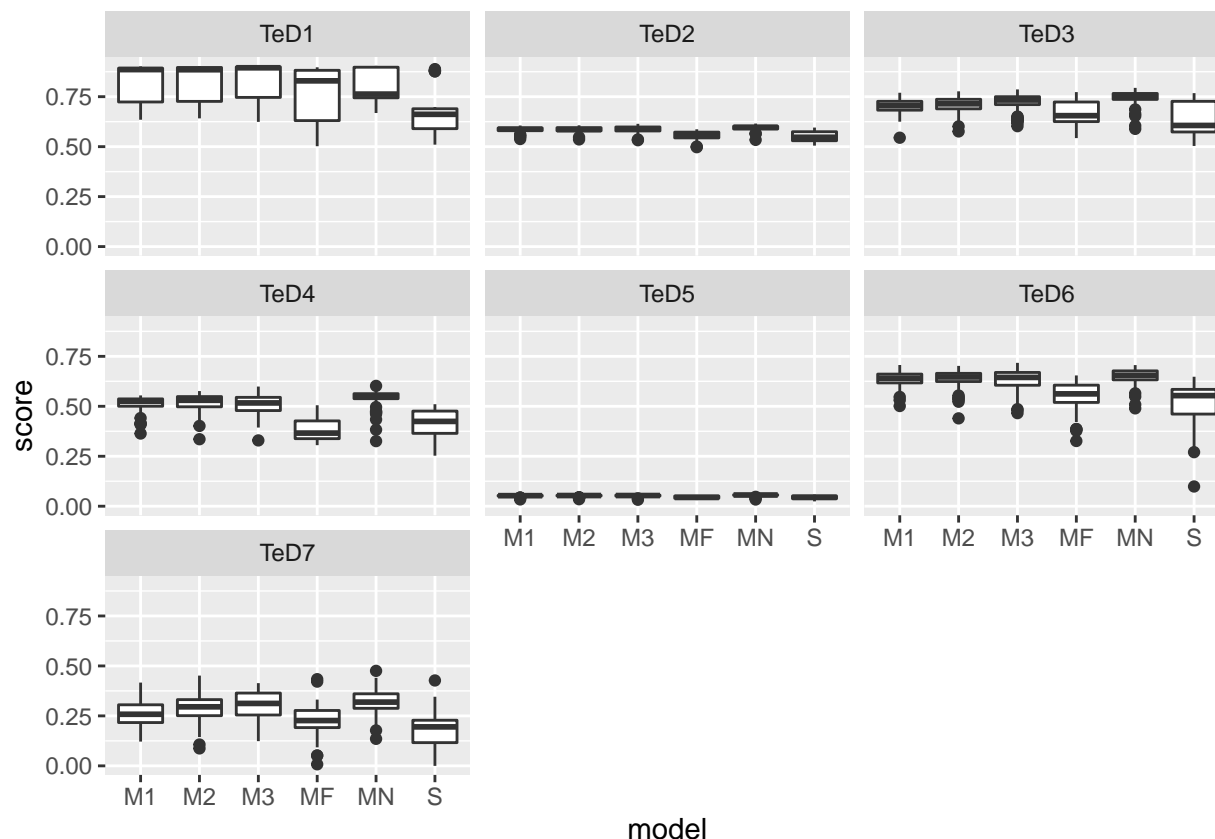 TeD1 TeD2 TeD3
0.75
0.50
0.25
0.00
TeD4 TeD5 TeD6
0.75
0.50
0.25
0.00
M1 M2 M3 MF MN S M1 M2 M3 MF MN S
TeD7
0.75
0.50
0.25
0.00
M1 M2 M3 MF MN S
score
model